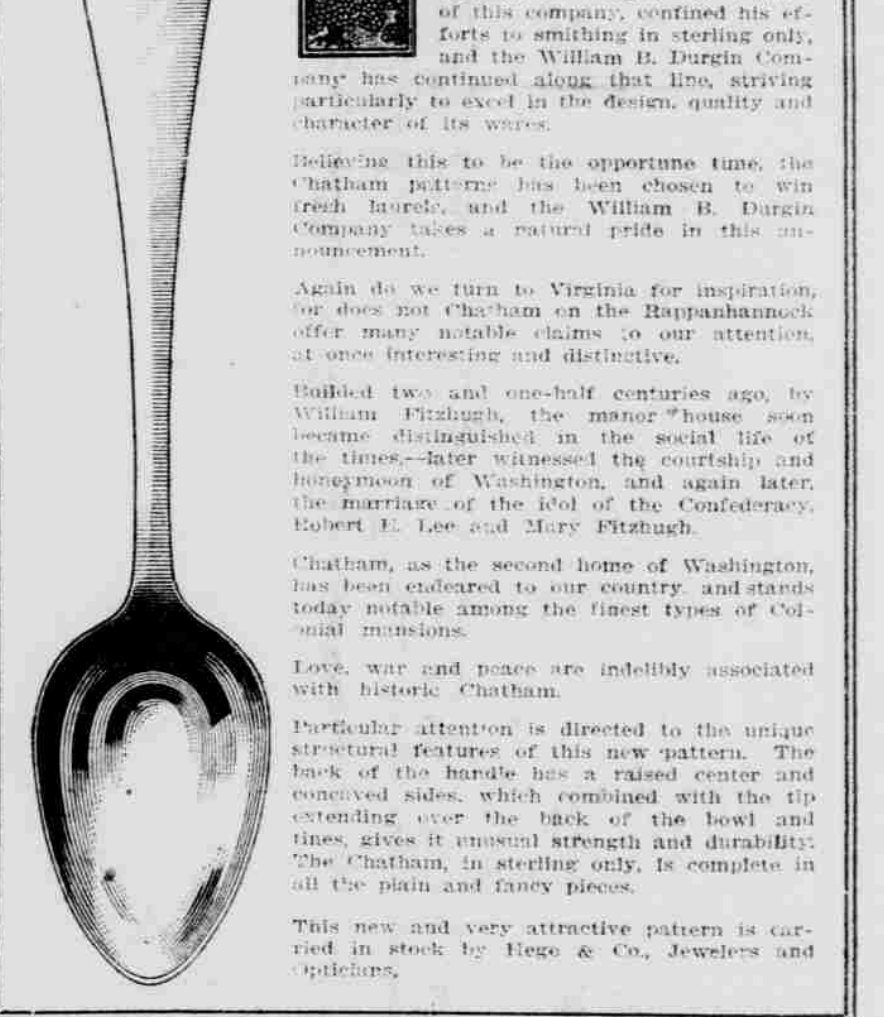 of this company, confined his ef-
forts to smithing in sterling only,
and the William B. Durgin Com-
pany has continued along that line, striving
particularly to excel in the design, quality and
character of its wares.
Believing this to be the opportune time, the
Chatham patterns has been chosen to win
fresh laurels, and the William B. Durgin
Company takes a natural pride in this an-
nouncement.
Again do we turn to Virginia for inspiration,
for does not Chatham on the Rappanhannock
offer many notable claims to our attention,
at once interesting and distinctive.
Builded two and one-half centuries ago, by
William Fitzhugh, the manor house soon
became distinguished in the social life of
the times,—later witnessed the courtship and
honeymoon of Washington, and again later,
the marriage of the idol of the Confederacy,
Robert E. Lee and Mary Fitzhugh.
Chatham, as the second home of Washington,
has been endeared to our country and stands
today notable among the finest types of Col-
onial mansions.
Love, war and peace are indelibly associated
with historic Chatham.
Particular attention is directed to the unique
structural features of this new pattern. The
back of the handle has a raised center and
concaved sides, which combined with the tip
extending over the back of the bowl and
tines, gives it unusual strength and durability.
The Chatham, in sterling only, is complete in
all the plain and fancy pieces.
This new and very attractive pattern is car-
ried in stock by Hege & Co., Jewelers and
Opticians.